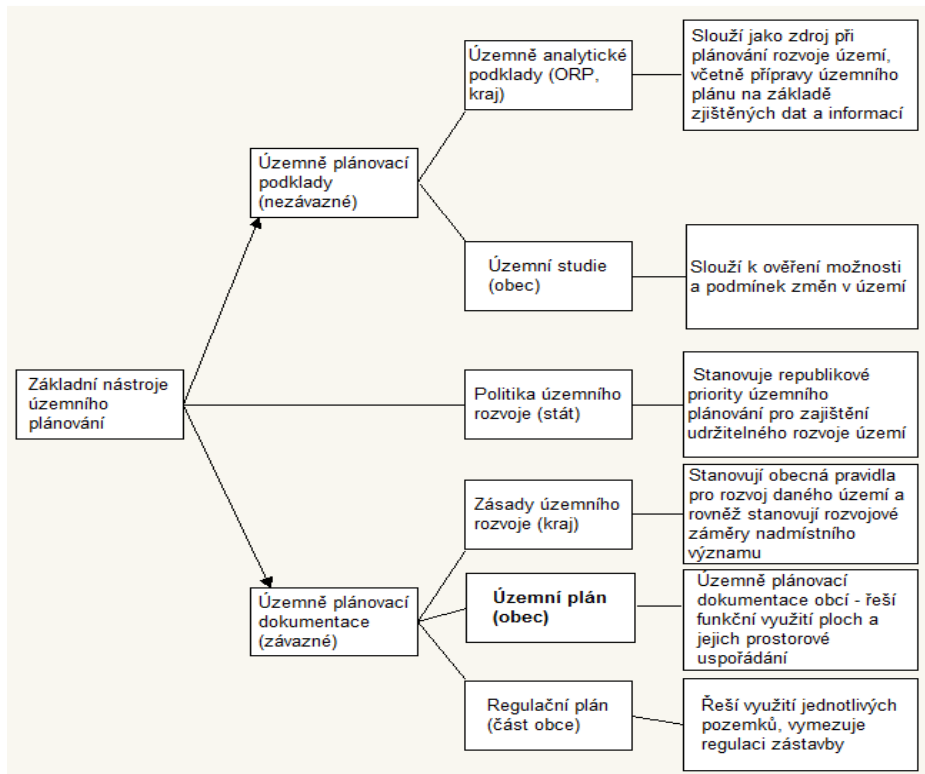 Základní nástroje
územního
plánování
Územně plánovací
podklady
(nezávazné)
Územně analytické
podklady (ORP,
kraj)
Slouží jako zdroj při
plánování rozvoje území,
včetně přípravy územního
plánu na základě
zjištěných dat a informací
Územní studie
(obec)
Slouží k ověření možnosti
a podmínek změn v území
Politika územního
rozvoje (stát)
Stanovuje republikové
priority územního
plánování pro zajištění
udržitelného rozvoje území
Územně plánovací
dokumentace
(závazné)
Zásady územního
rozvoje (kraj)
Stanovují obecná pravidla
pro rozvoj daného území a
rovněž stanovují rozvojové
záměry nadmístního
významu
Územní plán
(obec)
Územně plánovací
dokumentace obcí - řeší
funkční využití ploch a
jejich prostorové
uspořádání
Regulační plán
(část obce)
Řeší využití jednotlivých
pozemků, vymezuje
regulaci zástavby